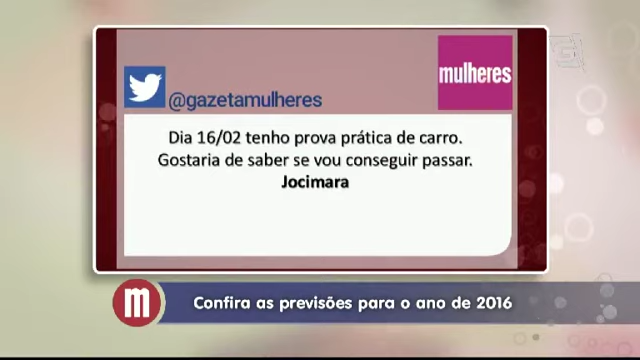 mulheres
@gazetamulheres
Dia 16/02 tenho prova prática de carro.
Gostaria de saber se vou conseguir passar.
Jocimara
m Confira as previsões para o ano de 2016